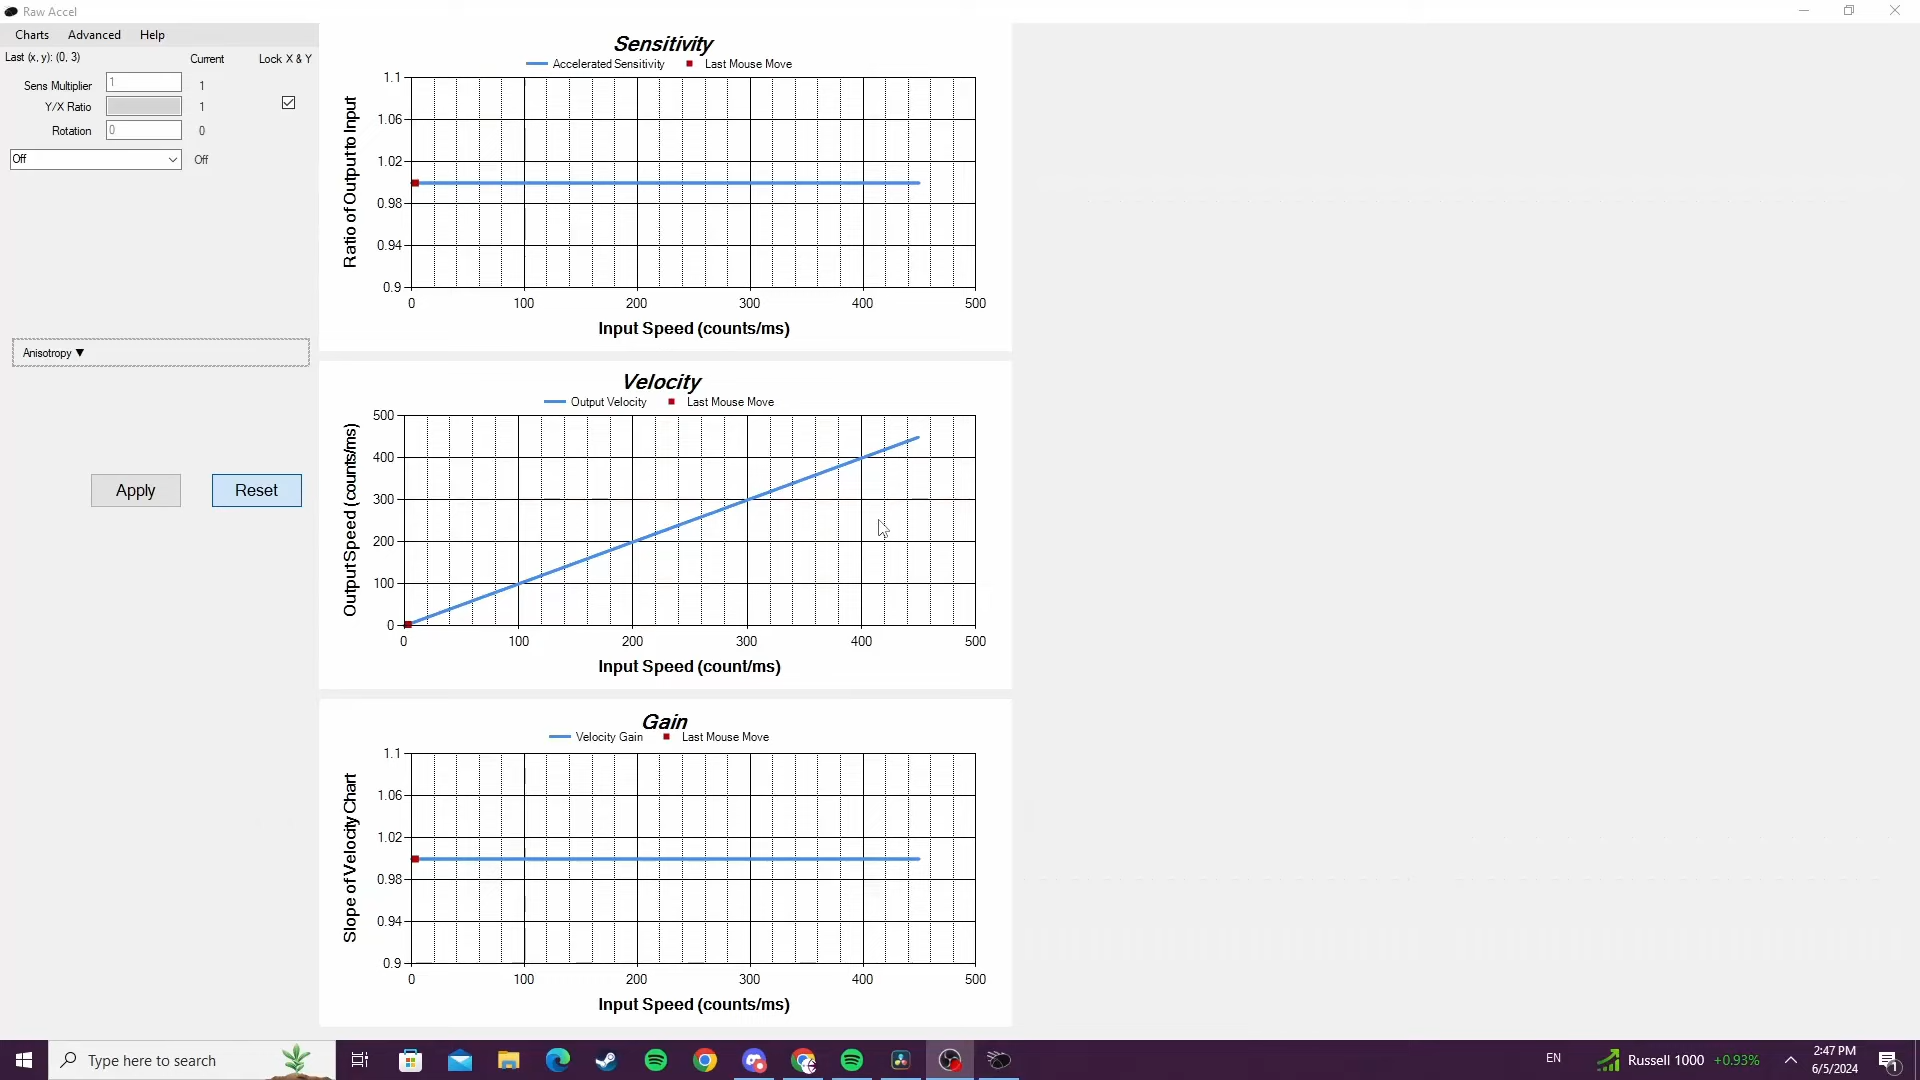 Raw Accel
Charts Advanced Help
Last (x, y): (0, 3)
Current
Lock X & Y
Sens Multiplier 1 1
Y/X Ratio 1
Rotation 0 0
Off Off
Anisotropy ▼
Apply Reset
Sensitivity
Accelerated Sensitivity Last Mouse Move
Ratio of Output to Input
1.1
1.06
1.02
0.98
0.94
0.9
0 100 200 300 400 500
Input Speed (counts/ms)
Velocity
Output Velocity Last Mouse Move
Output Speed (counts/ms)
500
400
300
200
100
0
0 100 200 300 400 500
Input Speed (count/ms)
Gain
Velocity Gain Last Mouse Move
Slope of Velocity Chart
1.1
1.06
1.02
0.98
0.94
0.9
0 100 200 300 400 500
Input Speed (counts/ms)
Type here to search
EN
Russell 1000 +0.93%
2:47 PM
6/5/2024
1